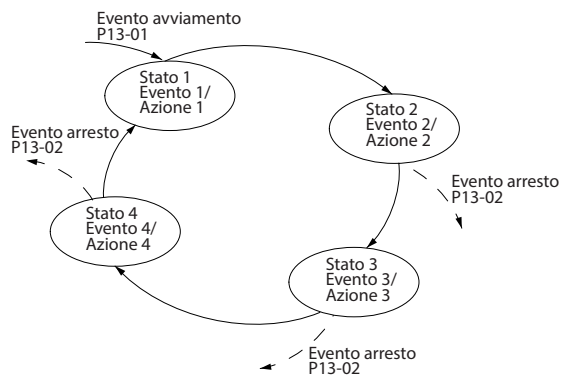 Evento avviamento
P13-01
Stato 1
Evento 1/
Azione 1
Stato 2
Evento 2/
Azione 2
Evento arresto
P13-02
Stato 3
Evento 3/
Azione 3
Evento arresto
P13-02
Stato 4
Evento 4/
Azione 4
Evento arresto
P13-02